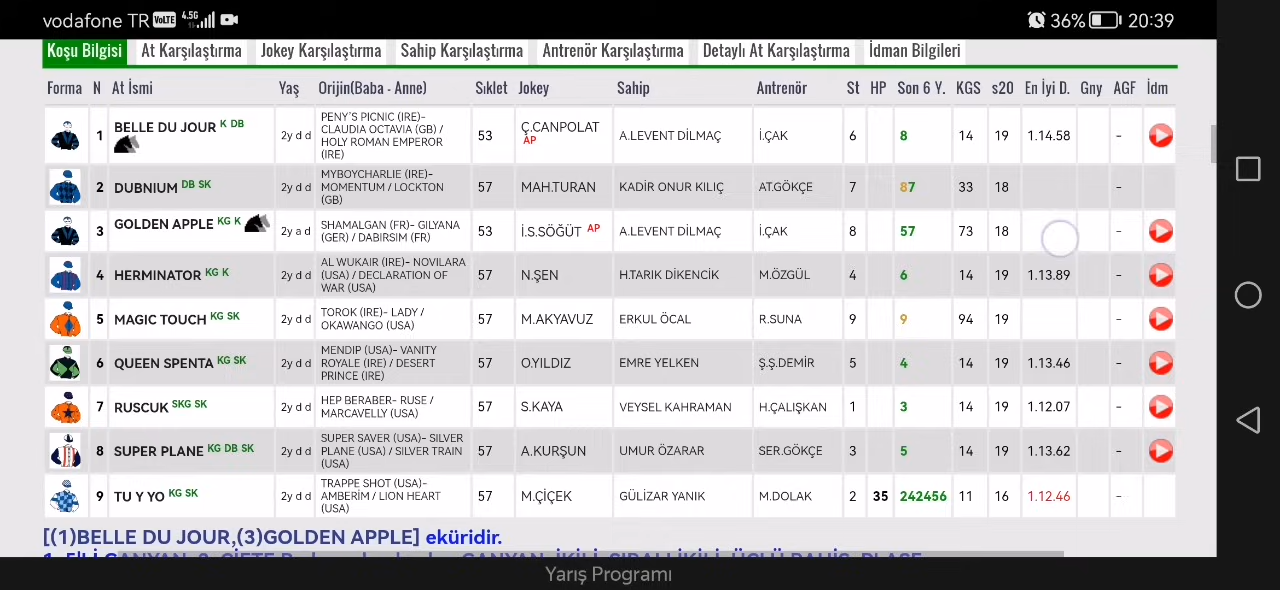 vodafone TR VoLTE 4.5G 36% 20:39
Koşu Bilgisi At Karşılaştırma Jokey Karşılaştırma Sahip Karşılaştırma Antrenör Karşılaştırma Detaylı At Karşılaştırma İdman Bilgileri
Forma N At İsmi Yaş Orijin(Baba - Anne) Sıklet Jokey Sahip Antrenör St HP Son 6 Y. KGS s20 En İyi D. Gny AGF İdm
1 BELLE DU JOUR K DB 2y d d PENY'S PICNIC (IRE)- 53 Ç.CANPOLAT AP A.LEVENT DİLMAÇ İ.ÇAK 6 8 14 19 1.14.58 -
CLAUDIA OCTAVIA (GB) /
HOLY ROMAN EMPEROR
(IRE)
2 DUBNIUM DB SK 2y d d MYBOYCHARLIE (IRE)- 57 MAH.TURAN KADİR ONUR KILIÇ AT.GÖKÇE 7 87 33 18 -
MOMENTUM / LOCKTON
(GB)
3 GOLDEN APPLE KG K 2y a d SHAMALGAN (FR)- GILYANA 53 İ.S.SÖĞÜT AP A.LEVENT DİLMAÇ İ.ÇAK 8 57 73 18 -
(GER) / DABIRSIM (FR)
4 HERMINATOR KG K 2y d d AL WUKAIR (IRE)- NOVILARA 57 N.ŞEN H.TARIK DİKENCİK M.ÖZGÜL 4 6 14 19 1.13.89 -
(USA) / DECLARATION OF
WAR (USA)
5 MAGIC TOUCH KG SK 2y d d TOROK (IRE)- LADY / 57 M.AKYAVUZ ERKUL ÖCAL R.SUNA 9 9 94 19 -
OKAWANGO (USA)
6 QUEEN SPENTA KG SK 2y d d MENDIP (USA)- VANITY 57 O.YILDIZ EMRE YELKEN Ş.Ş.DEMİR 5 4 14 19 1.13.46 -
ROYALE (IRE) / DESERT
PRINCE (IRE)
7 RUSCUK SKG SK 2y d d HEP BERABER- RUSE / 57 S.KAYA VEYSEL KAHRAMAN H.ÇALIŞKAN 1 3 14 19 1.12.07 -
MARCAVELLY (USA)
8 SUPER PLANE KG DB SK 2y d d SUPER SAVER (USA)- SILVER 57 A.KURŞUN UMUR ÖZARAR SER.GÖKÇE 3 5 14 19 1.13.62 -
PLANE (USA) / SILVER TRAIN
(USA)
9 TU Y YO KG SK 2y d d TRAPPE SHOT (USA)- 57 M.ÇİÇEK GÜLİZAR YANIK M.DOLAK 2 35 242456 11 16 1.12.46 -
AMBERİM / LION HEART
(USA)
[(1)BELLE DU JOUR,(3)GOLDEN APPLE] eküridir.
Yarış Programı